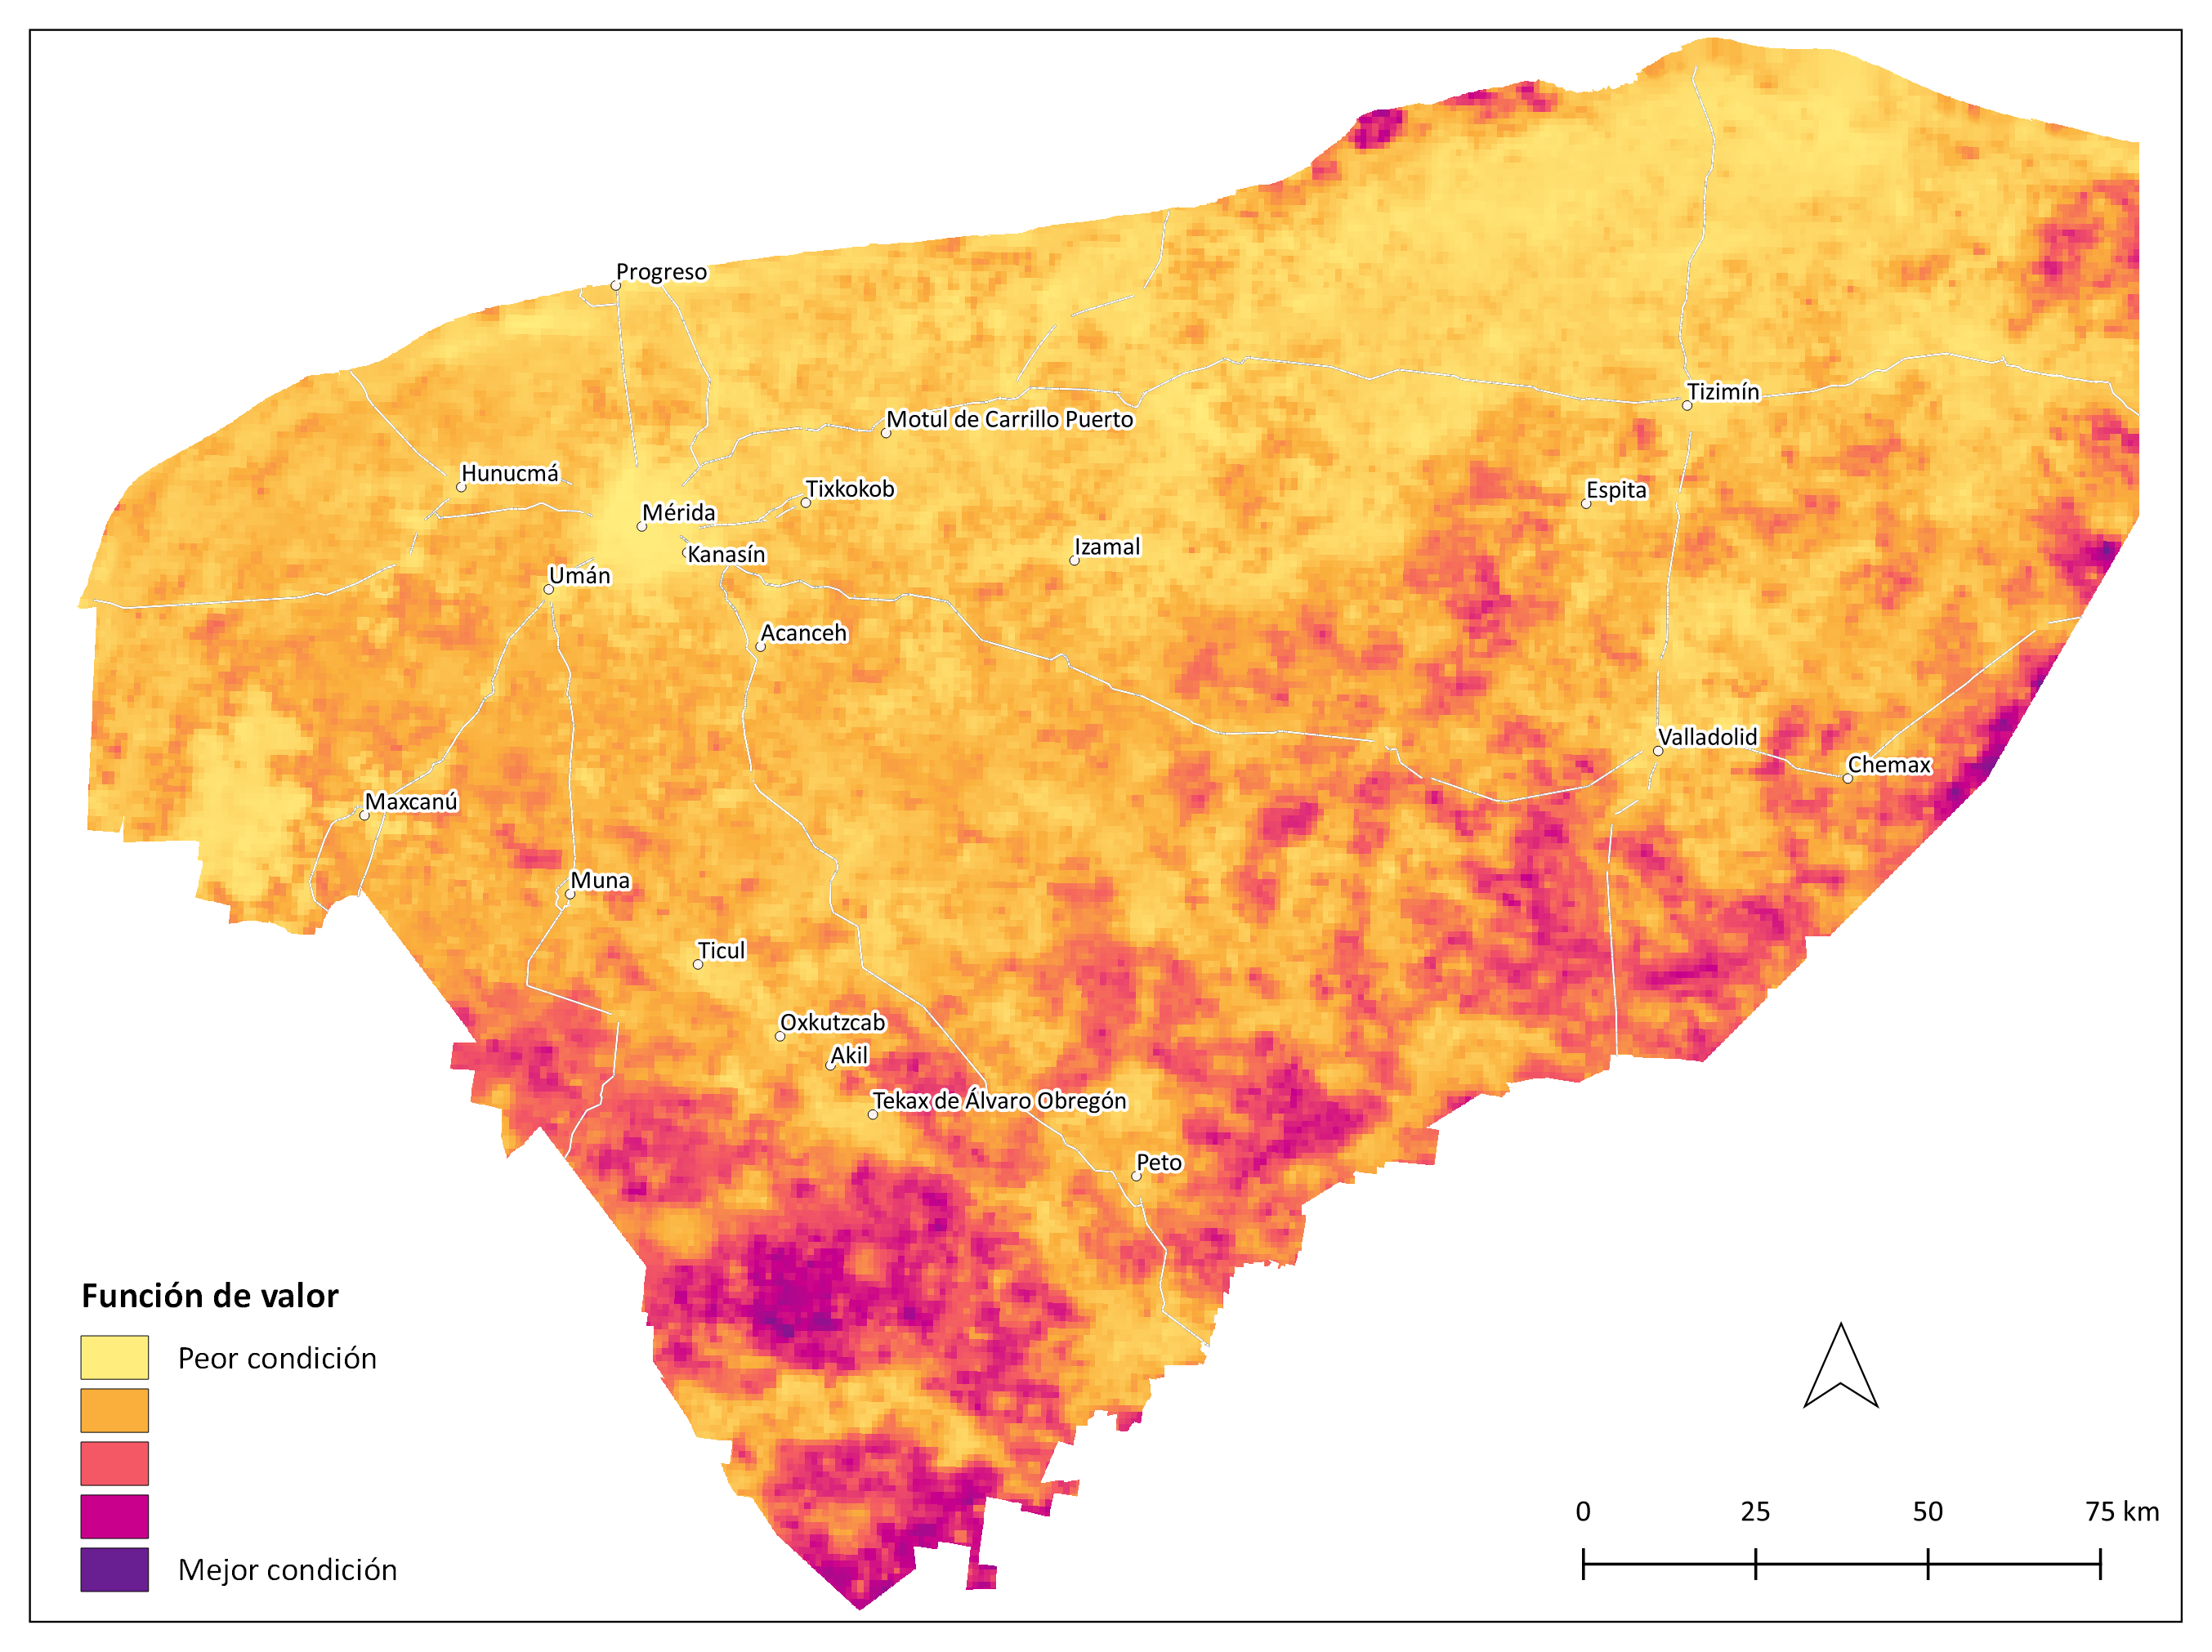 Progreso
Tizimín
Motul de Carrillo Puerto
Hunucmá
Tixkokob
Espita
Mérida
Kanasín
Izamal
Umán
Acanceh
Valladolid
Chemax
Maxcanú
Muna
Ticul
Oxkutzcab
Akil
Tekax de Álvaro Obregón
Peto
Función de valor
Peor condición
Mejor condición
0 25 50 75 km